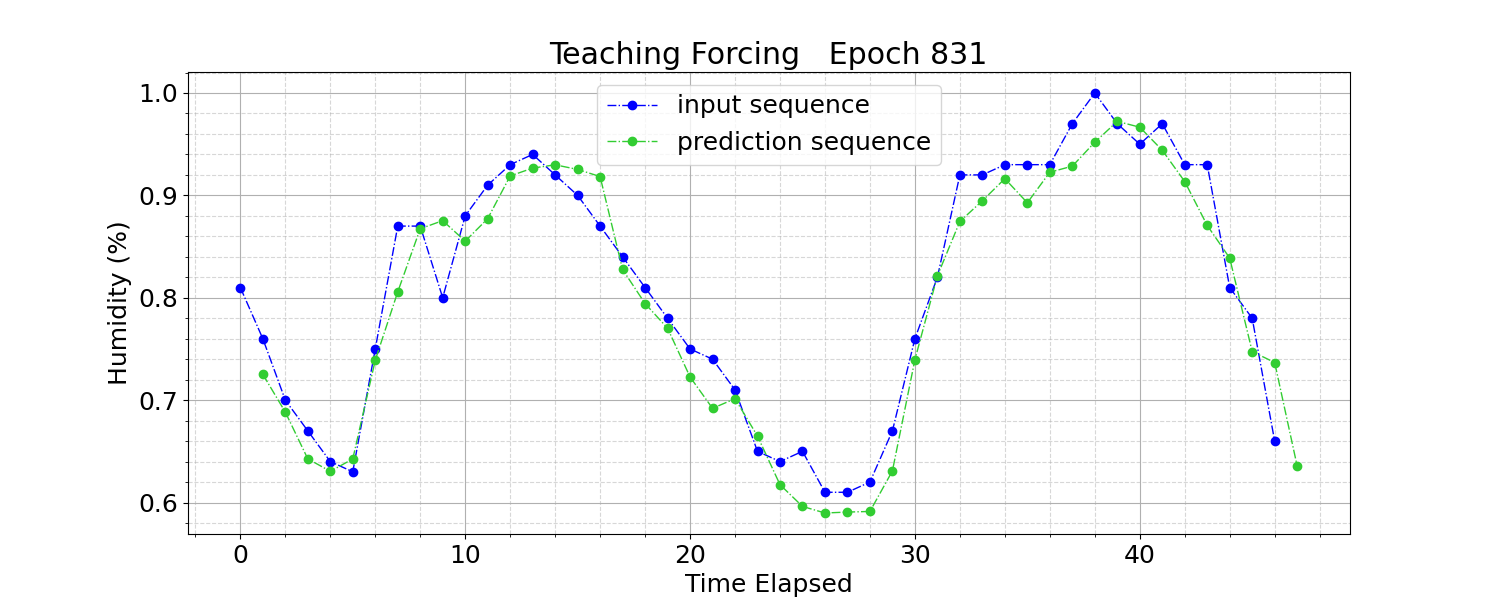 Teaching Forcing   Epoch 831
input sequence
prediction sequence
Humidity (%)
1.0
0.9
0.8
0.7
0.6
0 10 20 30 40
Time Elapsed